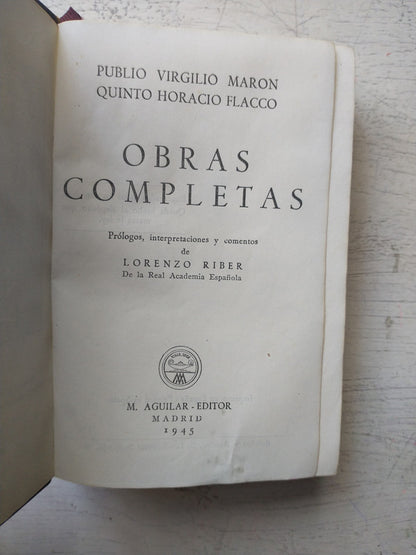 PUBLIO VIRGILIO MARON
QUINTO HORACIO FLACCO
OBRAS
COMPLETAS
Prólogos, interpretaciones y comentos
de
LORENZO RIBER
De la Real Academia Española
M. AGUILAR - EDITOR
MADRID
1945